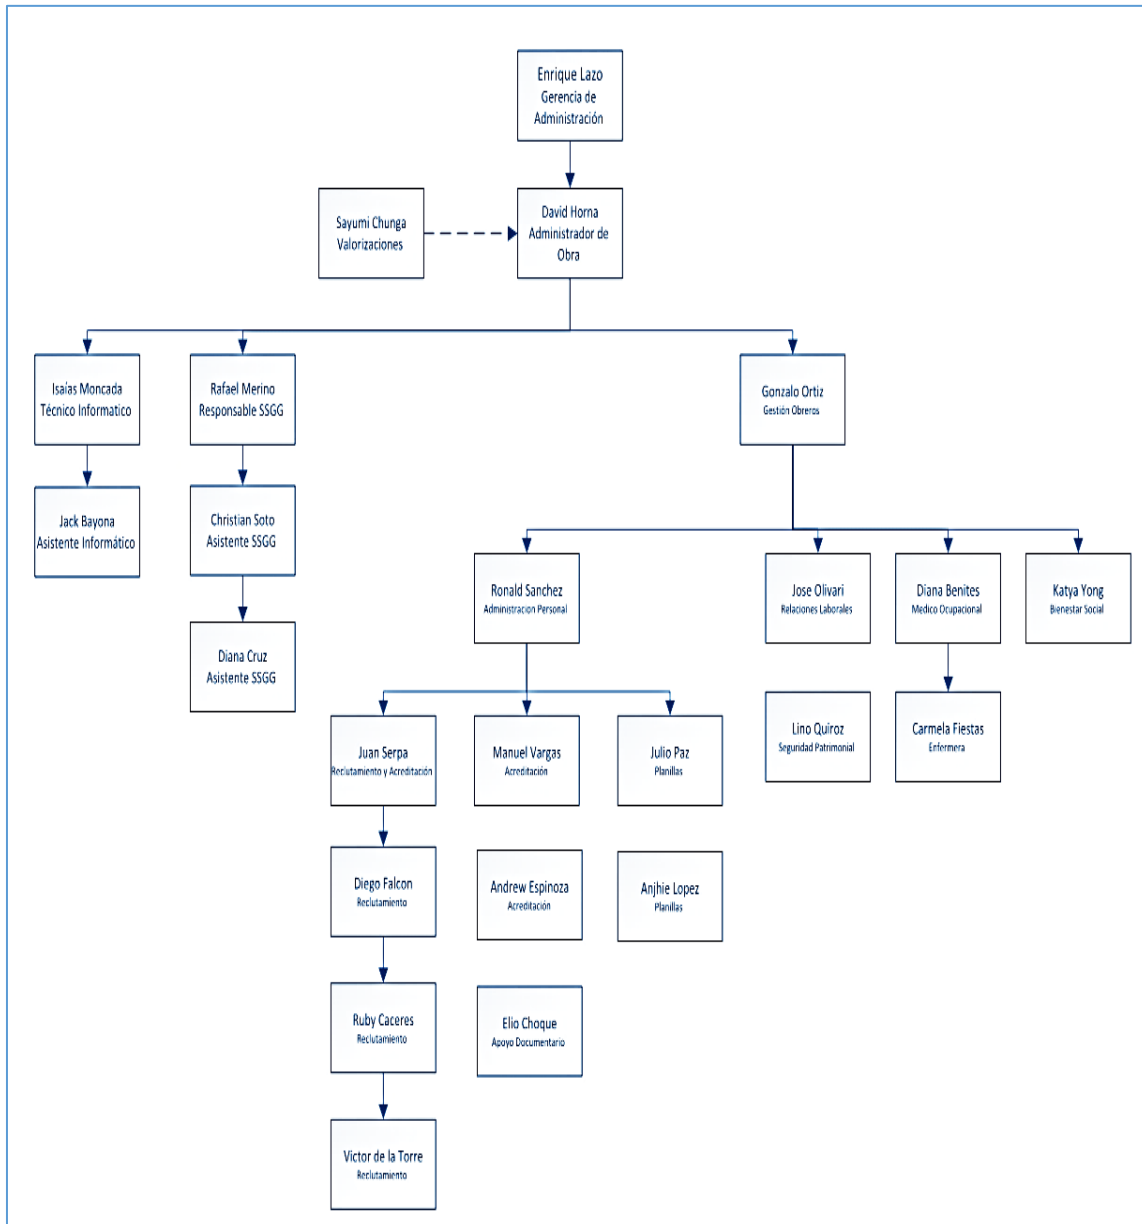 Enrique Lazo
Gerencia de
Administración
Sayumi Chunga
Valorizaciones
David Horna
Administrador de
Obra
Isaías Moncada
Técnico Informatico
Rafael Merino
Responsable SSGG
Gonzalo Ortiz
Gestión Obreros
Jack Bayona
Asistente Informático
Christian Soto
Asistente SSGG
Diana Cruz
Asistente SSGG
Ronald Sanchez
Administracion Personal
Jose Olivari
Relaciones Laborales
Diana Benites
Medico Ocupacional
Katya Yong
Bienestar Social
Juan Serpa
Reclutamiento y Acreditación
Manuel Vargas
Acreditación
Julio Paz
Planillas
Lino Quiroz
Seguridad Patrimonial
Carmela Fiestas
Enfermera
Diego Falcon
Reclutamiento
Andrew Espinoza
Acreditación
Anjhie Lopez
Planillas
Ruby Caceres
Reclutamiento
Elio Choque
Apoyo Documentario
Victor de la Torre
Reclutamiento